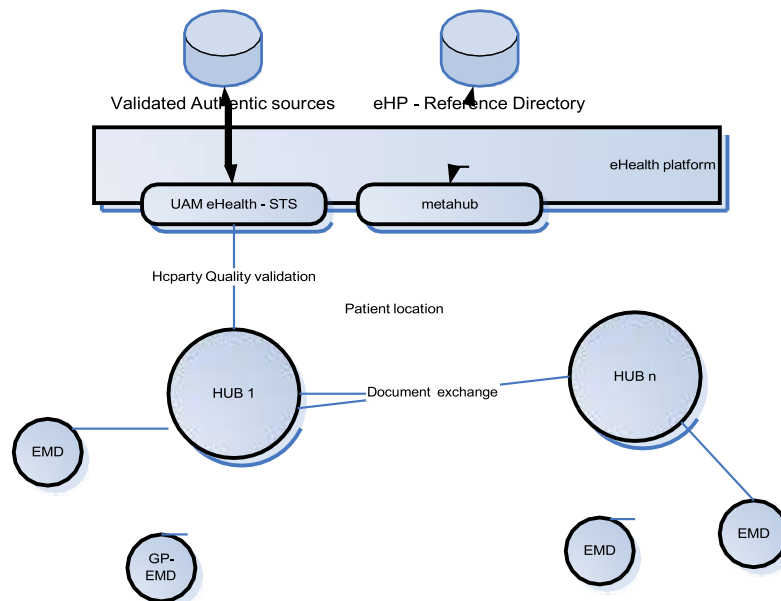 Validated Authentic sources
eHP - Reference Directory
eHealth platform
UAM eHealth - STS
metahub
Hcparty Quality validation
Patient location
HUB 1
Document exchange
HUB n
EMD
EMD
GP-
EMD
EMD